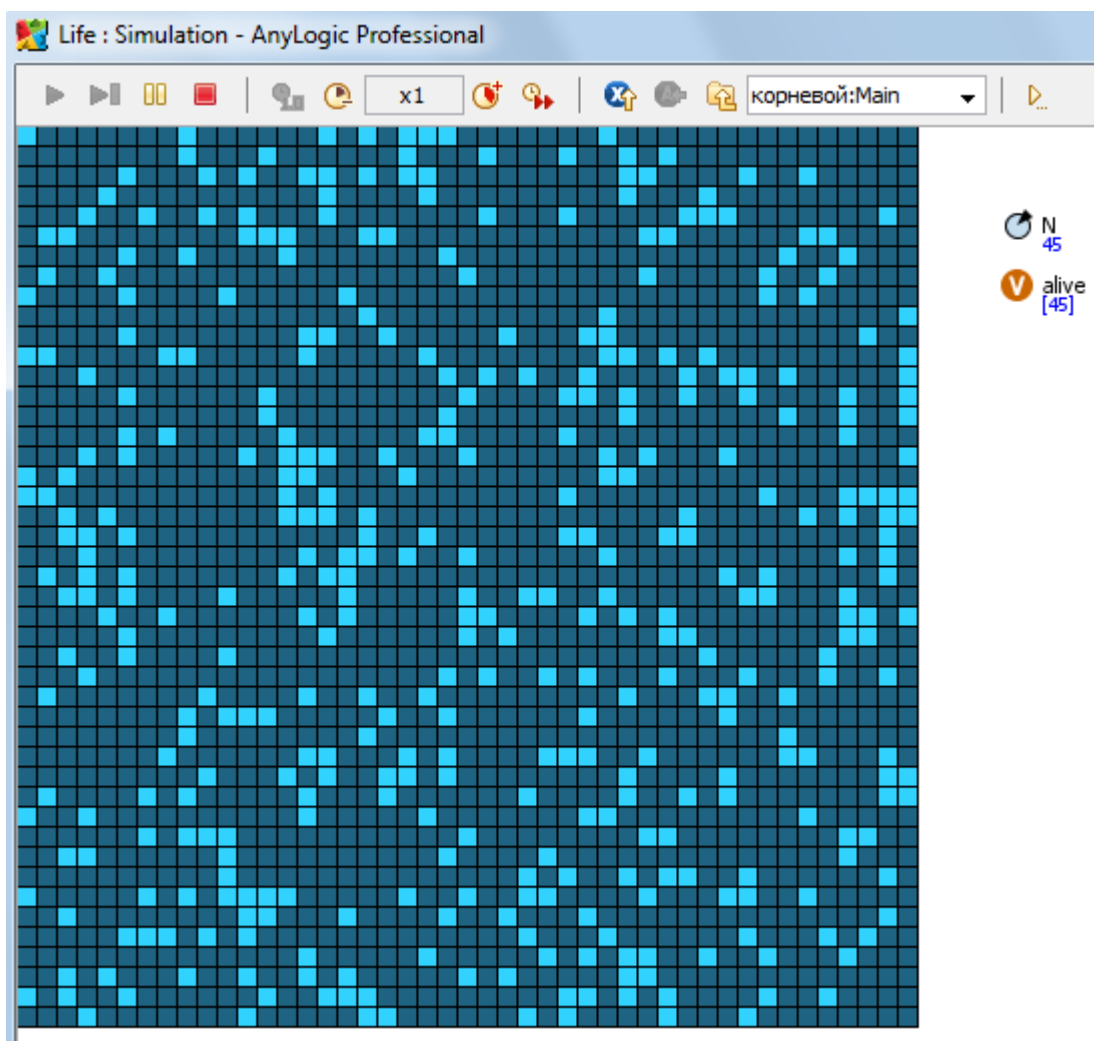 Life : Simulation - AnyLogic Professional
x1
корневой:Main
N
45
alive
[45]